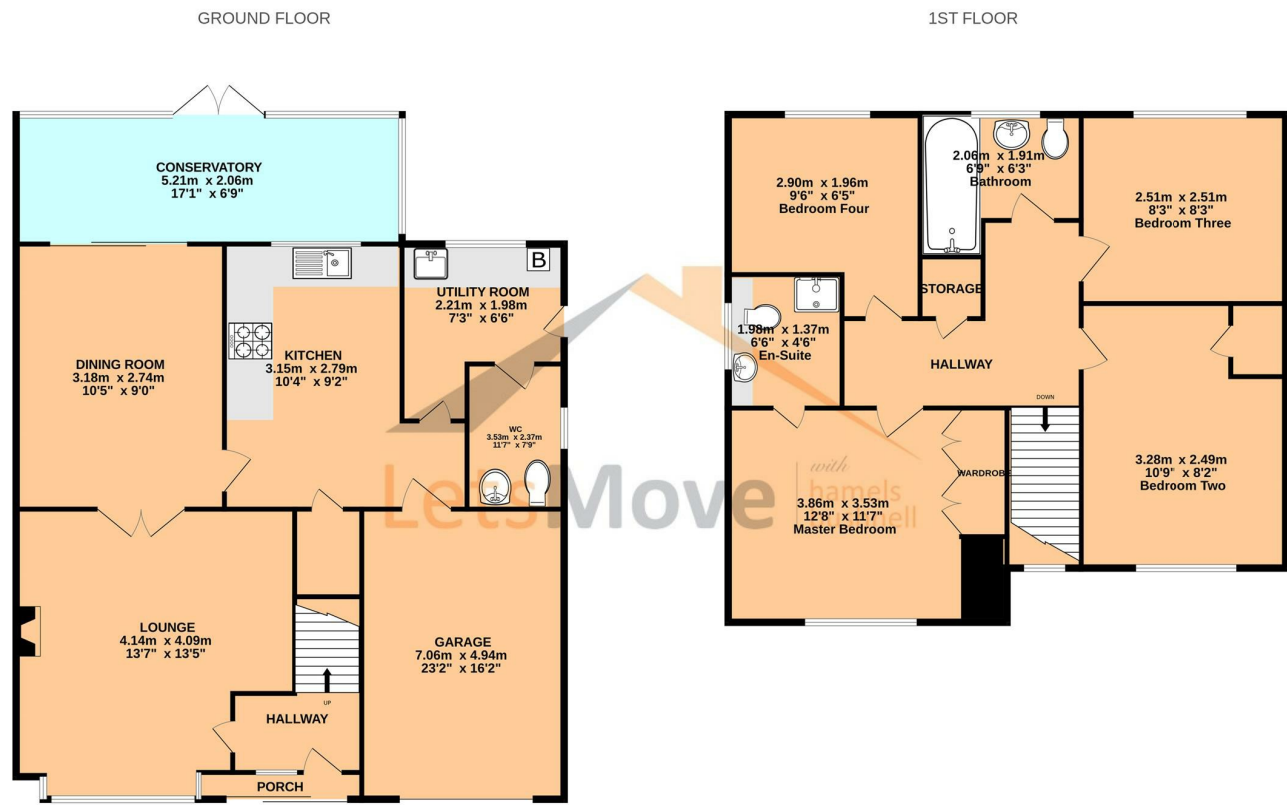 GROUND FLOOR
CONSERVATORY
5.21m x 2.06m
17'1" x 6'9"
DINING ROOM
3.18m x 2.74m
10'5" x 9'0"
KITCHEN
3.15m x 2.79m
10'4" x 9'2"
UTILITY ROOM
2.21m x 1.98m
7'3" x 6'6"
B
WC
3.53m x 2.37m
11'7" x 7'9"
LOUNGE
4.14m x 4.09m
13'7" x 13'5"
GARAGE
7.06m x 4.94m
23'2" x 16'2"
UP
HALLWAY
PORCH
1ST FLOOR
2.90m x 1.96m
9'6" x 6'5"
Bedroom Four
2.06m x 1.91m
6'9" x 6'3"
Bathroom
2.51m x 2.51m
8'3" x 8'3"
Bedroom Three
STORAGE
1.98m x 1.37m
6'6" x 4'6"
En-Suite
HALLWAY
DOWN
WARDROBE
3.86m x 3.53m
12'8" x 11'7"
Master Bedroom
3.28m x 2.49m
10'9" x 8'2"
Bedroom Two
LetsMove
with
hamels